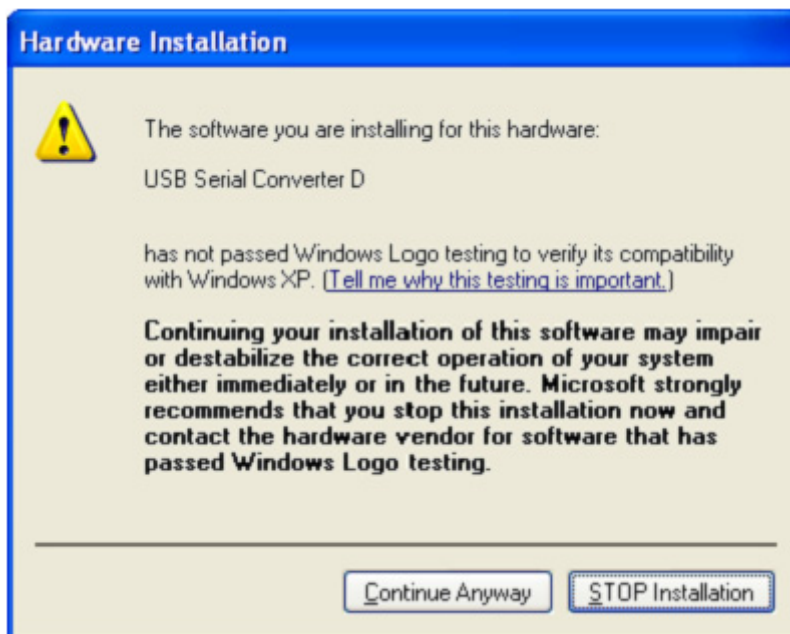 Hardware Installation
The software you are installing for this hardware:
USB Serial Converter D
has not passed Windows Logo testing to verify its compatibility
with Windows XP. (Tell me why this testing is important.)
Continuing your installation of this software may impair
or destabilize the correct operation of your system
either immediately or in the future. Microsoft strongly
recommends that you stop this installation now and
contact the hardware vendor for software that has
passed Windows Logo testing.
Continue Anyway
STOP Installation